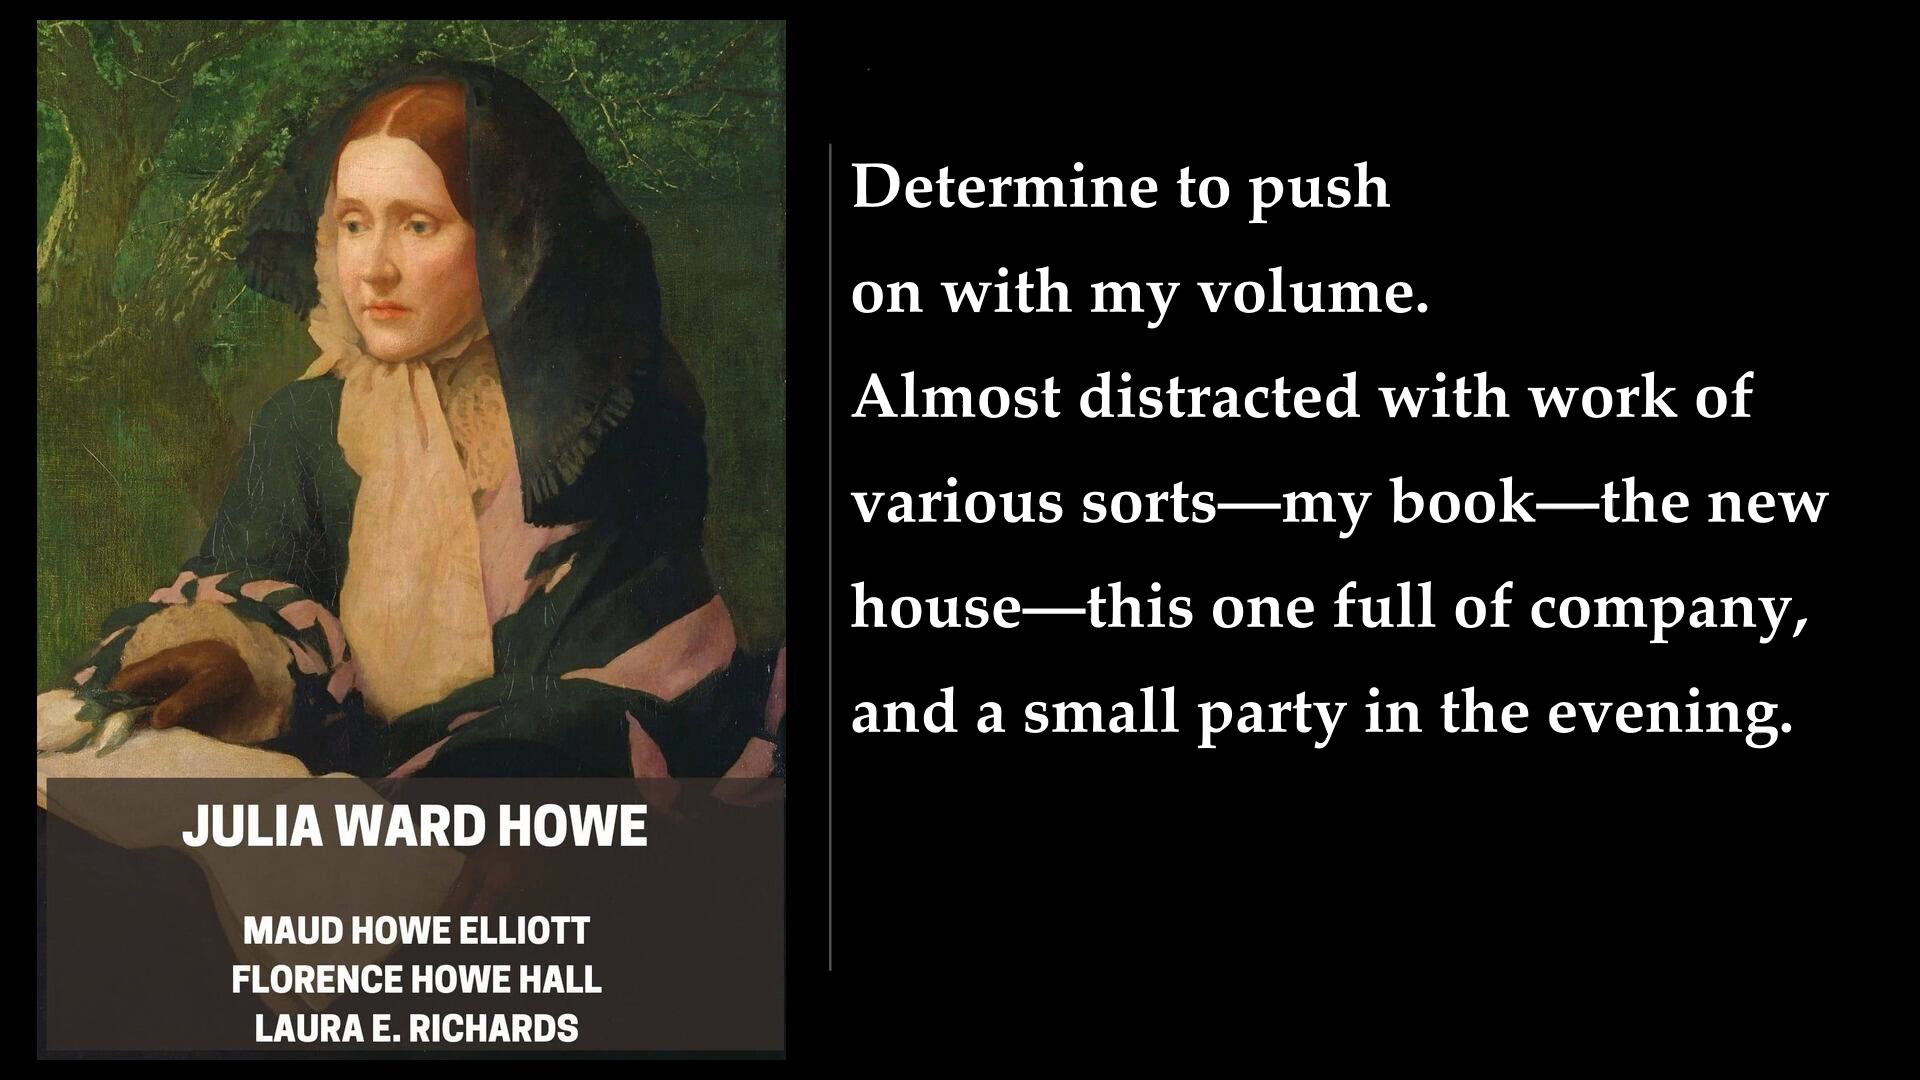 JULIA WARD HOWE
MAUD HOWE ELLIOTT
FLORENCE HOWE HALL
LAURA E. RICHARDS
Determine to push
on with my volume.
Almost distracted with work of
various sorts—my book—the new
house—this one full of company,
and a small party in the evening.